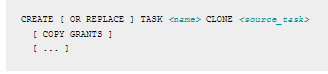 CREATE [ OR REPLACE ] TASK <name> CLONE <source_task>
[ COPY GRANTS ]
[ ... ]